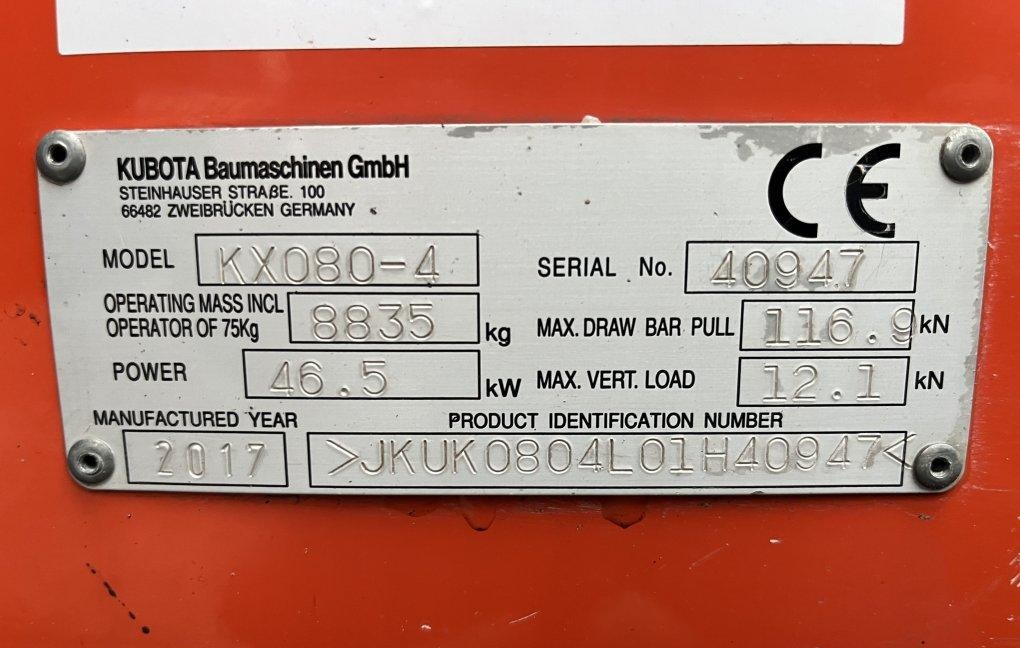 KUBOTA Baumaschinen GmbH
STEINHAUSER STRAßE. 100
66482 ZWEIBRÜCKEN GERMANY
CE
MODEL KX080-4
SERIAL No. 40947
OPERATING MASS INCL
OPERATOR OF 75Kg 8835 kg
MAX. DRAW BAR PULL 116.9 kN
POWER 46.5 kW
MAX. VERT. LOAD 12.1 kN
MANUFACTURED YEAR
2017
PRODUCT IDENTIFICATION NUMBER
>JKUK0804L01H40947<